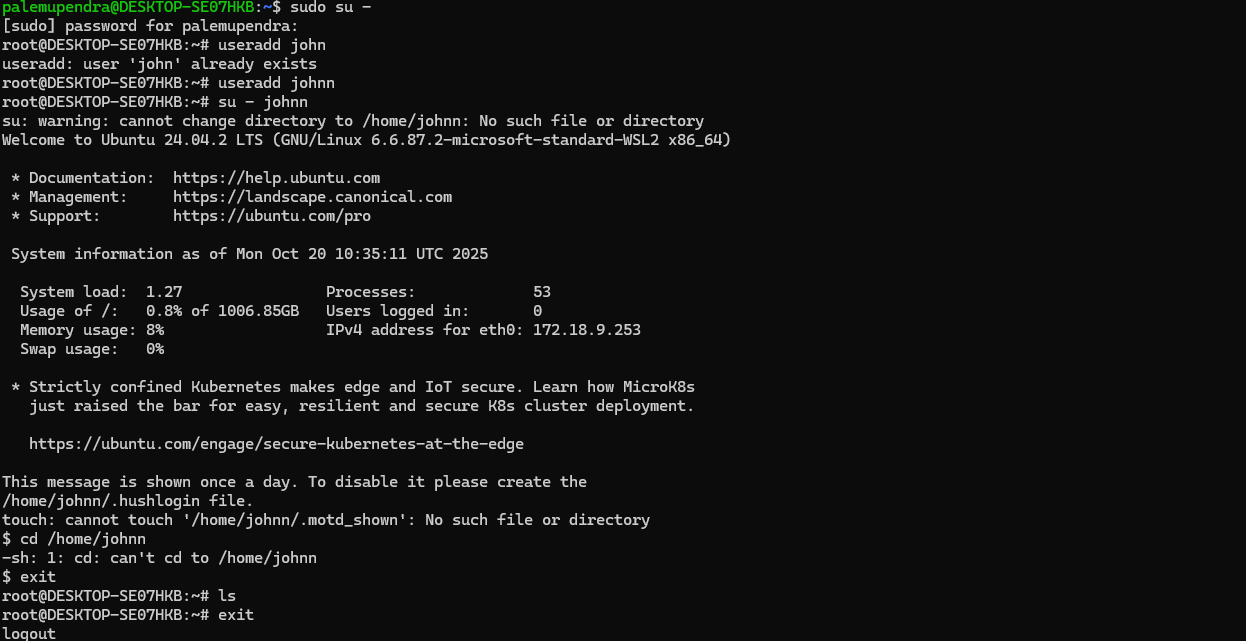 palemupendra@DESKTOP-SE07HKB:~$ sudo su -
[sudo] password for palemupendra:
root@DESKTOP-SE07HKB:~# useradd john
useradd: user 'john' already exists
root@DESKTOP-SE07HKB:~# useradd johnn
root@DESKTOP-SE07HKB:~# su - johnn
su: warning: cannot change directory to /home/johnn: No such file or directory
Welcome to Ubuntu 24.04.2 LTS (GNU/Linux 6.6.87.2-microsoft-standard-WSL2 x86_64)

 * Documentation:  https://help.ubuntu.com
 * Management:     https://landscape.canonical.com
 * Support:        https://ubuntu.com/pro

 System information as of Mon Oct 20 10:35:11 UTC 2025

  System load:  1.27                Processes:             53
  Usage of /:   0.8% of 1006.85GB   Users logged in:       0
  Memory usage: 8%                  IPv4 address for eth0: 172.18.9.253
  Swap usage:   0%

 * Strictly confined Kubernetes makes edge and IoT secure. Learn how MicroK8s
   just raised the bar for easy, resilient and secure K8s cluster deployment.

   https://ubuntu.com/engage/secure-kubernetes-at-the-edge

This message is shown once a day. To disable it please create the
/home/johnn/.hushlogin file.
touch: cannot touch '/home/johnn/.motd_shown': No such file or directory
$ cd /home/johnn
-sh: 1: cd: can't cd to /home/johnn
$ exit
root@DESKTOP-SE07HKB:~# ls
root@DESKTOP-SE07HKB:~# exit
logout